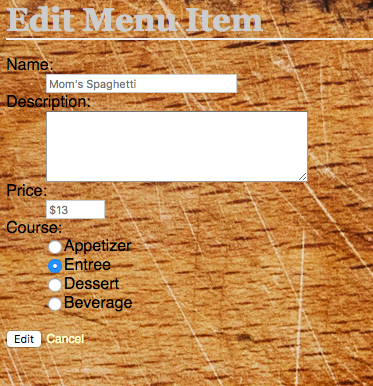 Edit Menu Item
Name:
Mom's Spaghetti
Description:
Price:
$13
Course:
Appetizer
Entree
Dessert
Beverage
Edit Cancel